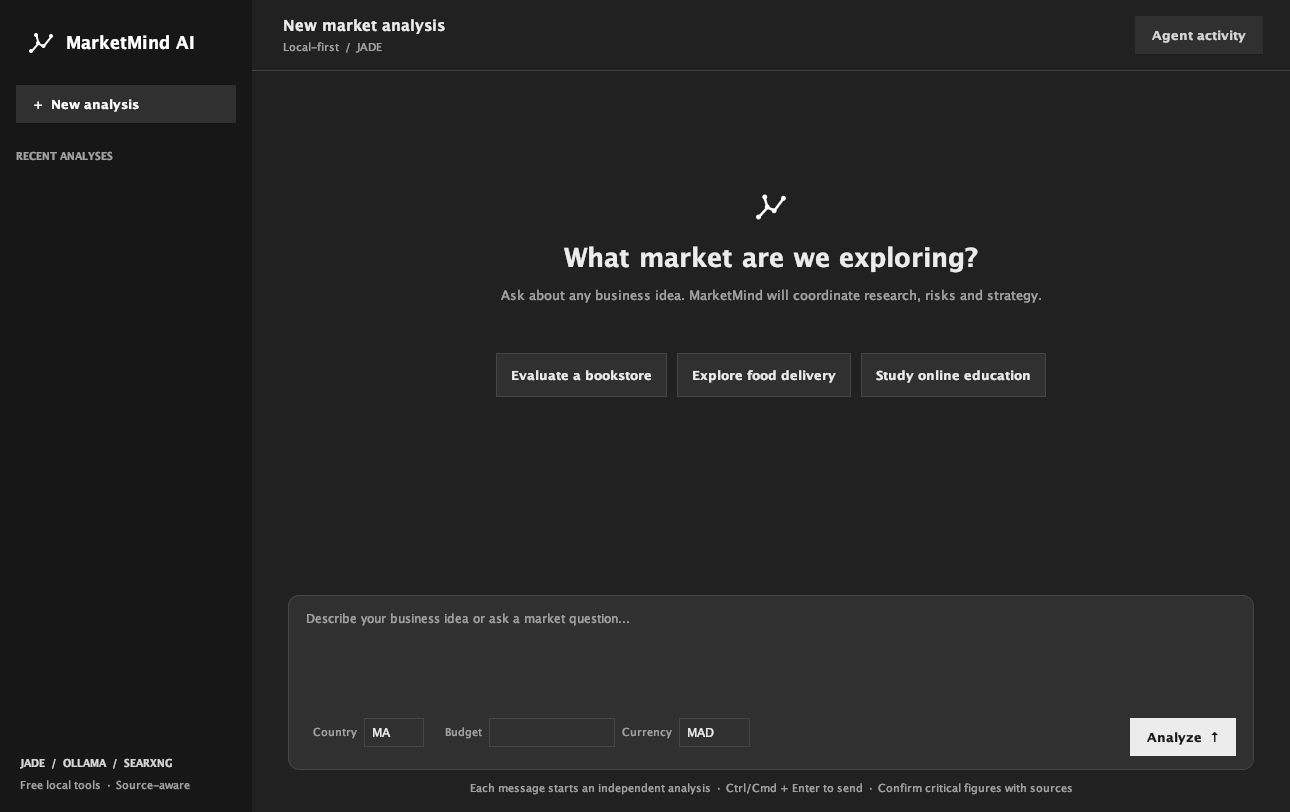 MarketMind AI
+ New analysis
RECENT ANALYSES
JADE / OLLAMA / SEARXNG
Free local tools · Source-aware
New market analysis
Local-first / JADE
Agent activity
What market are we exploring?
Ask about any business idea. MarketMind will coordinate research, risks and strategy.
Evaluate a bookstore
Explore food delivery
Study online education
Describe your business idea or ask a market question...
Country MA Budget Currency MAD
Analyze ↑
Each message starts an independent analysis · Ctrl/Cmd + Enter to send · Confirm critical figures with sources